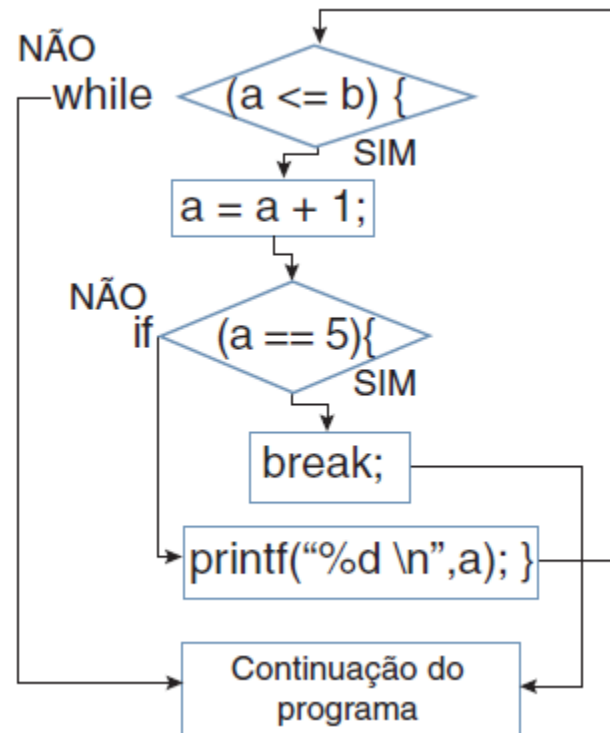 NÃO
while (a <= b) {
SIM
a = a + 1;
NÃO
if (a == 5){
SIM
break;
printf(“%d \n”,a); }
Continuação do
programa